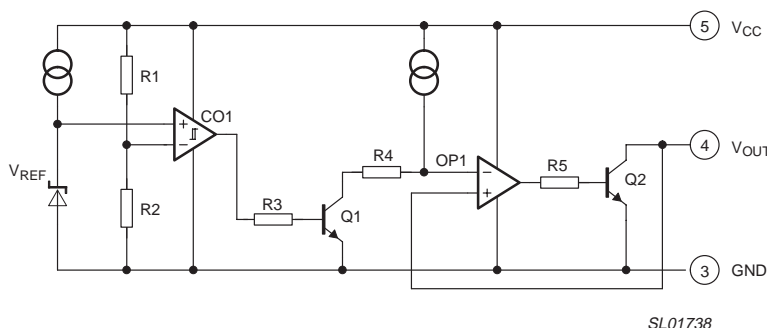 5 VCC
R1
CO1
+
−
VREF
R2
R3
Q1
R4
OP1
−
+
R5
Q2
4 VOUT
3 GND
SL01738